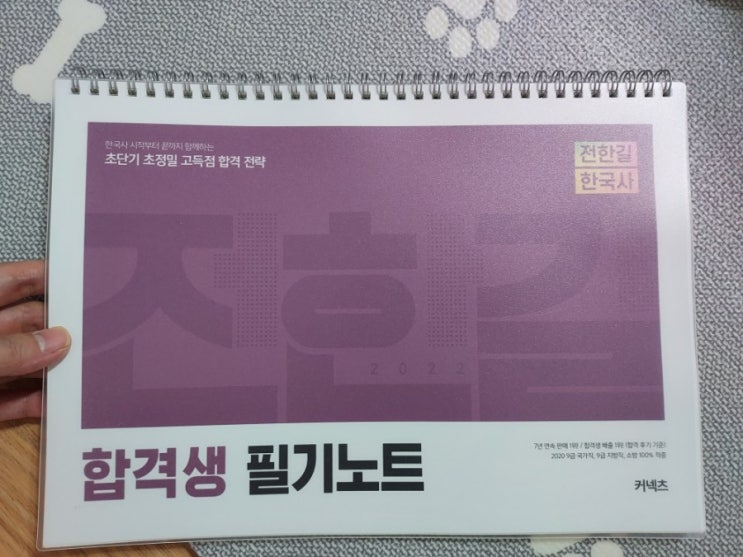 한국사 시작부터 끝까지 함께하는
초단기 초정밀 고득점 합격 전략
전한길
한국사
전한길
2022
합격생 필기노트
7년 연속 판매 1위 / 합격생 배출 1위 (합격 후기 기준)
2020 9급 국가직, 9급 지방직, 소방 100% 적중
커넥츠